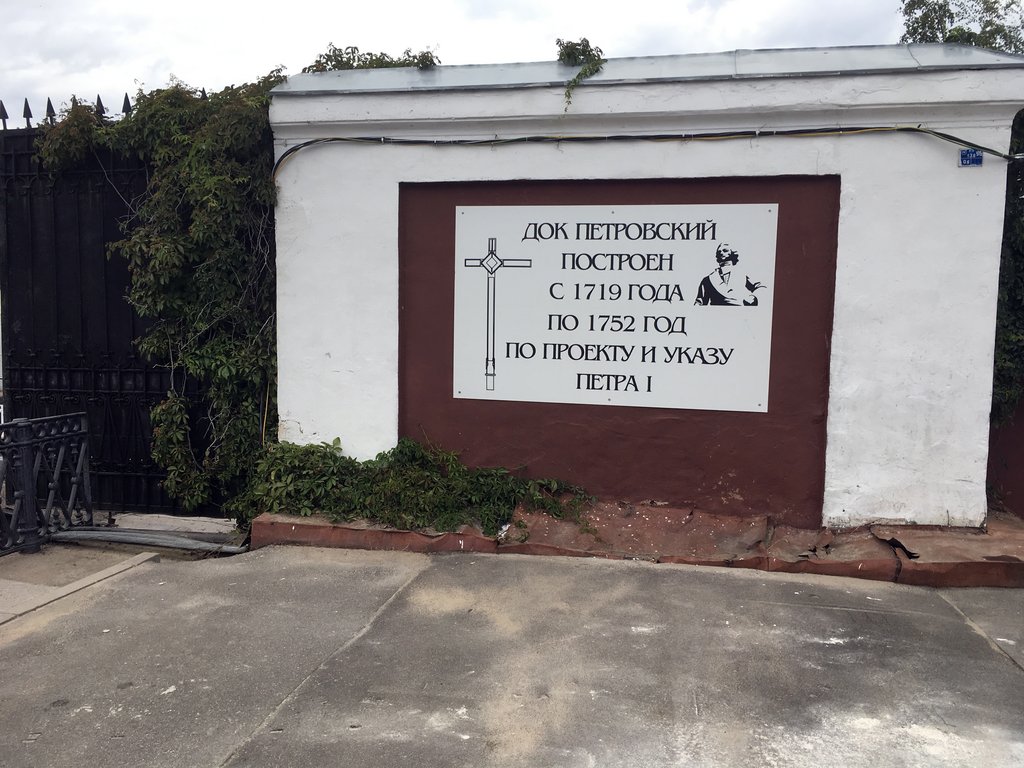 ДОК ПЕТРОВСКИЙ
ПОСТРОЕН
С 1719 ГОДА
ПО 1752 ГОД
ПО ПРОЕКТУ И УКАЗУ
ПЕТРА I